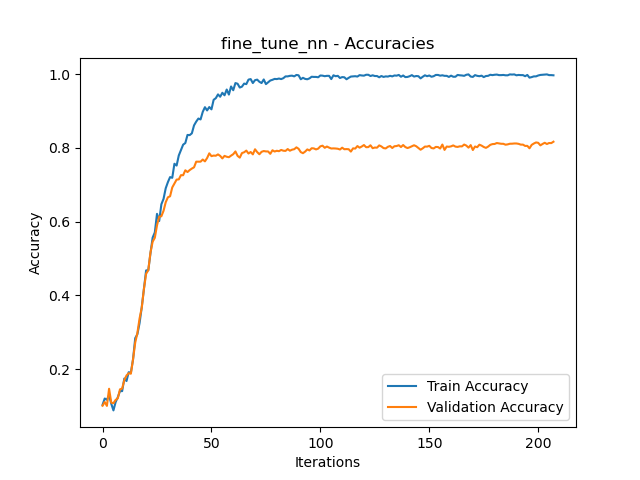 fine_tune_nn - Accuracies
1.0
0.8
0.6
0.4
0.2
Accuracy
0
50
100
150
200
Iterations
Train Accuracy
Validation Accuracy